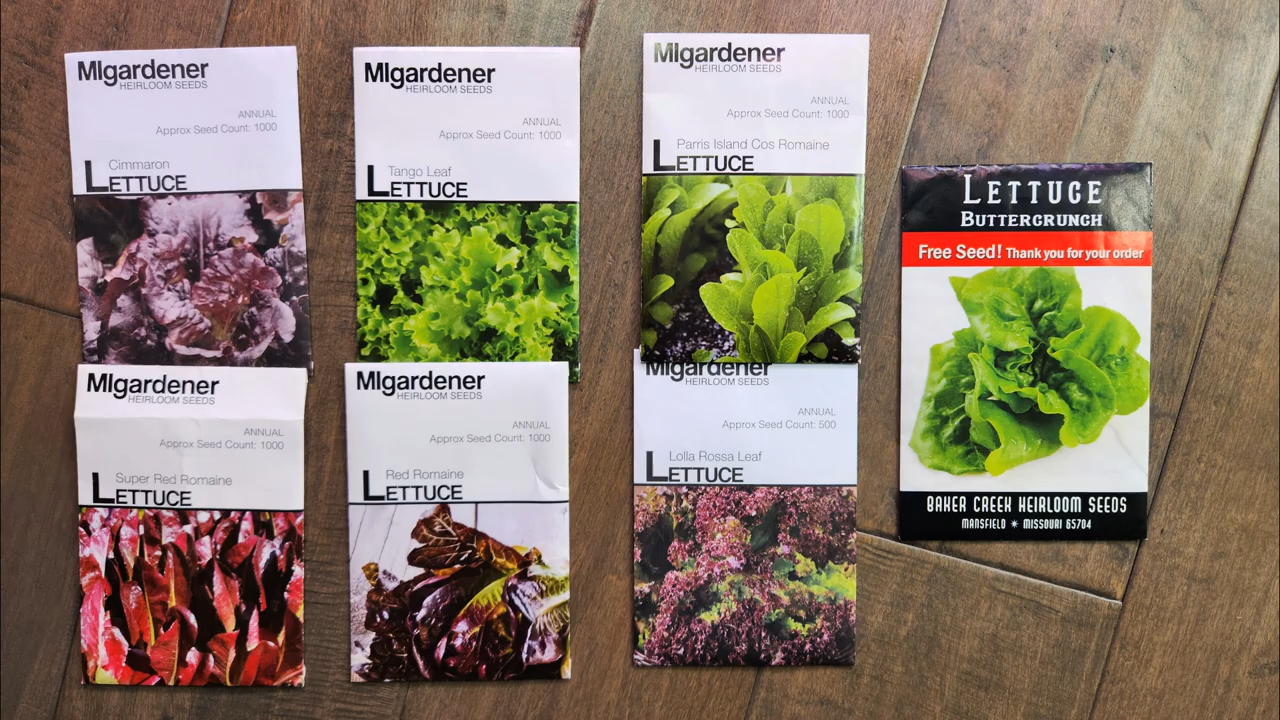 MIgardener
HEIRLOOM SEEDS
ANNUAL
Approx Seed Count: 1000
Cimmaron
LETTUCE
MIgardener
HEIRLOOM SEEDS
ANNUAL
Approx Seed Count: 1000
Tango Leaf
LETTUCE
MIgardener
HEIRLOOM SEEDS
ANNUAL
Approx Seed Count: 1000
Parris Island Cos Romaine
LETTUCE
LETTUCE
BUTTERCRUNCH
Free Seed! Thank you for your order
BAKER CREEK HEIRLOOM SEEDS
MANSFIELD * MISSOURI 65704
MIgardener
HEIRLOOM SEEDS
ANNUAL
Approx Seed Count: 1000
Super Red Romaine
LETTUCE
MIgardener
HEIRLOOM SEEDS
ANNUAL
Approx Seed Count: 1000
Red Romaine
LETTUCE
MIgardener
HEIRLOOM SEEDS
ANNUAL
Approx Seed Count: 500
Lolla Rossa Leaf
LETTUCE